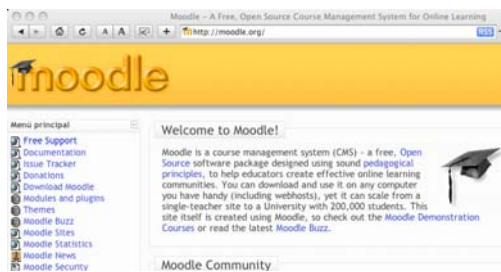 Moodle - A Free, Open Source Course Management System for Online Learning
A A
http://moodle.org/
RSS
moodle
Menú principal
Free Support
Documentation
Issue Tracker
Donations
Download Moodle
Modules and plugins
Themes
Moodle Buzz
Moodle Sites
Moodle Statistics
Moodle News
Moodle Security
Welcome to Moodle!
Moodle is a course management system (CMS) - a free, Open
Source software package designed using sound pedagogical
principles, to help educators create effective online learning
communities. You can download and use it on any computer
you have handy (including webhosts), yet it can scale from a
single-teacher site to a University with 200,000 students. This
site itself is created using Moodle, so check out the Moodle Demonstration
Courses or read the latest Moodle Buzz.
Moodle Community